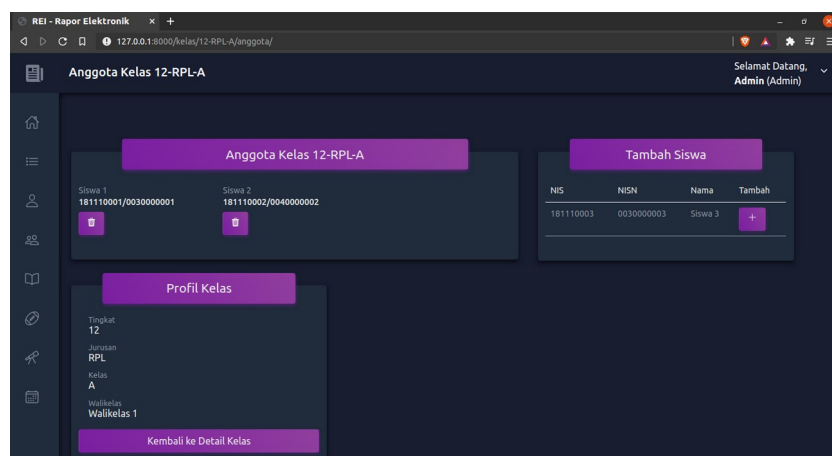 REI - Rapor Elektronik
127.0.0.1:8000/kelas/12-RPL-A/anggota/
Anggota Kelas 12-RPL-A
Selamat Datang,
Admin (Admin)
Anggota Kelas 12-RPL-A
Siswa 1
181110001/0030000001
Siswa 2
181110002/0040000002
Tambah Siswa
NIS NISN Nama Tambah
181110003 0030000003 Siswa 3 +
Profil Kelas
Tingkat
12
Jurusan
RPL
Kelas
A
Walikelas
Walikelas 1
Kembali ke Detail Kelas